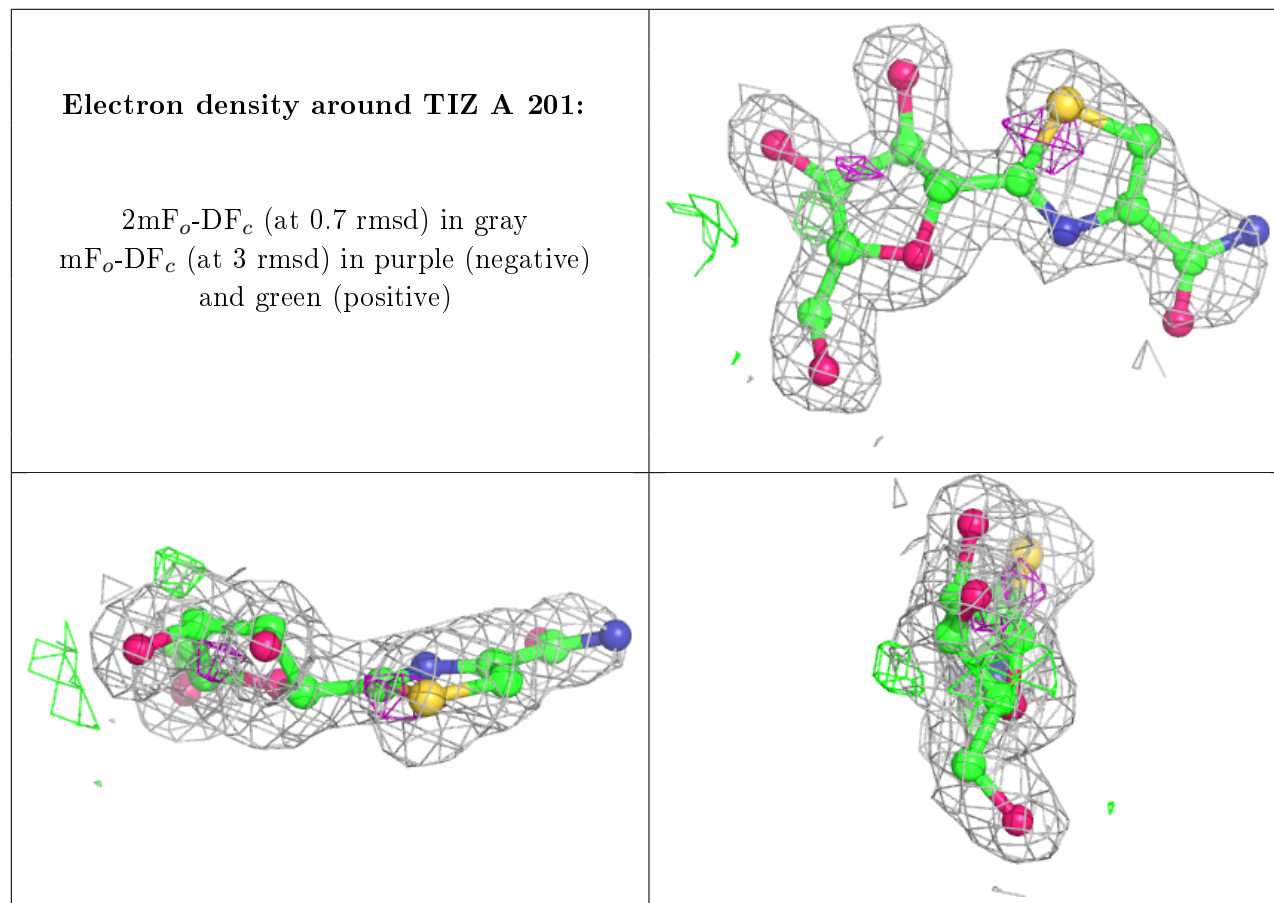 Electron density around TIZ A 201:
2mFo-DFc (at 0.7 rmsd) in gray
mFo-DFc (at 3 rmsd) in purple (negative)
and green (positive)